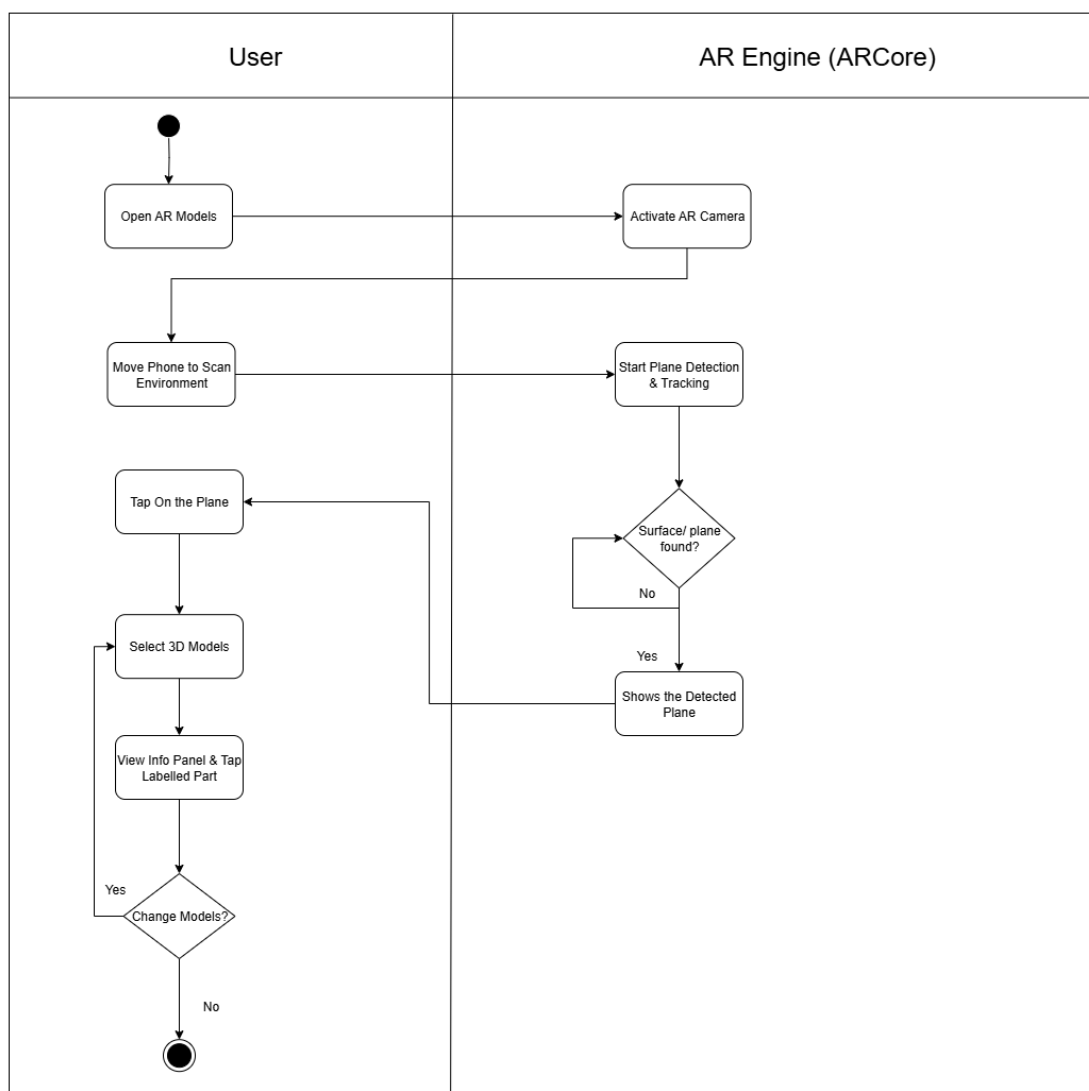 User
AR Engine (ARCore)
Open AR Models
Activate AR Camera
Move Phone to Scan
Environment
Start Plane Detection
& Tracking
Tap On the Plane
Surface/ plane
found?
No
Select 3D Models
Yes
Shows the Detected
Plane
View Info Panel & Tap
Labelled Part
Yes
Change Models?
No